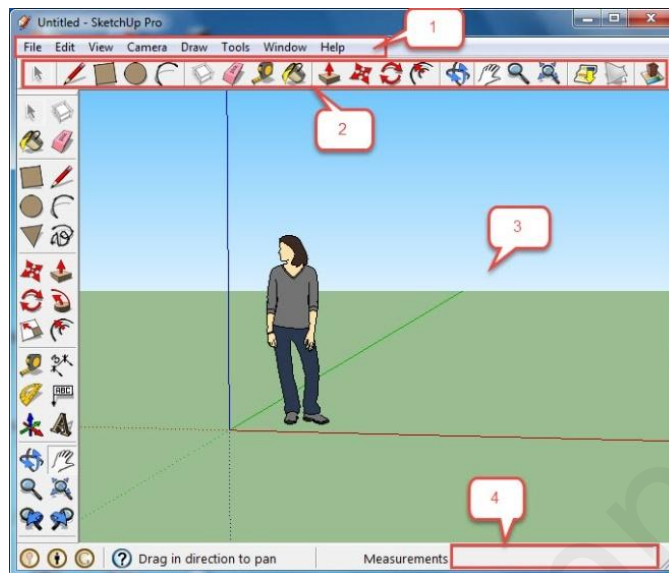 Untitled - SketchUp Pro
File Edit View Camera Draw Tools Window Help
1
2
3
ABC
4
Drag in direction to pan Measurements